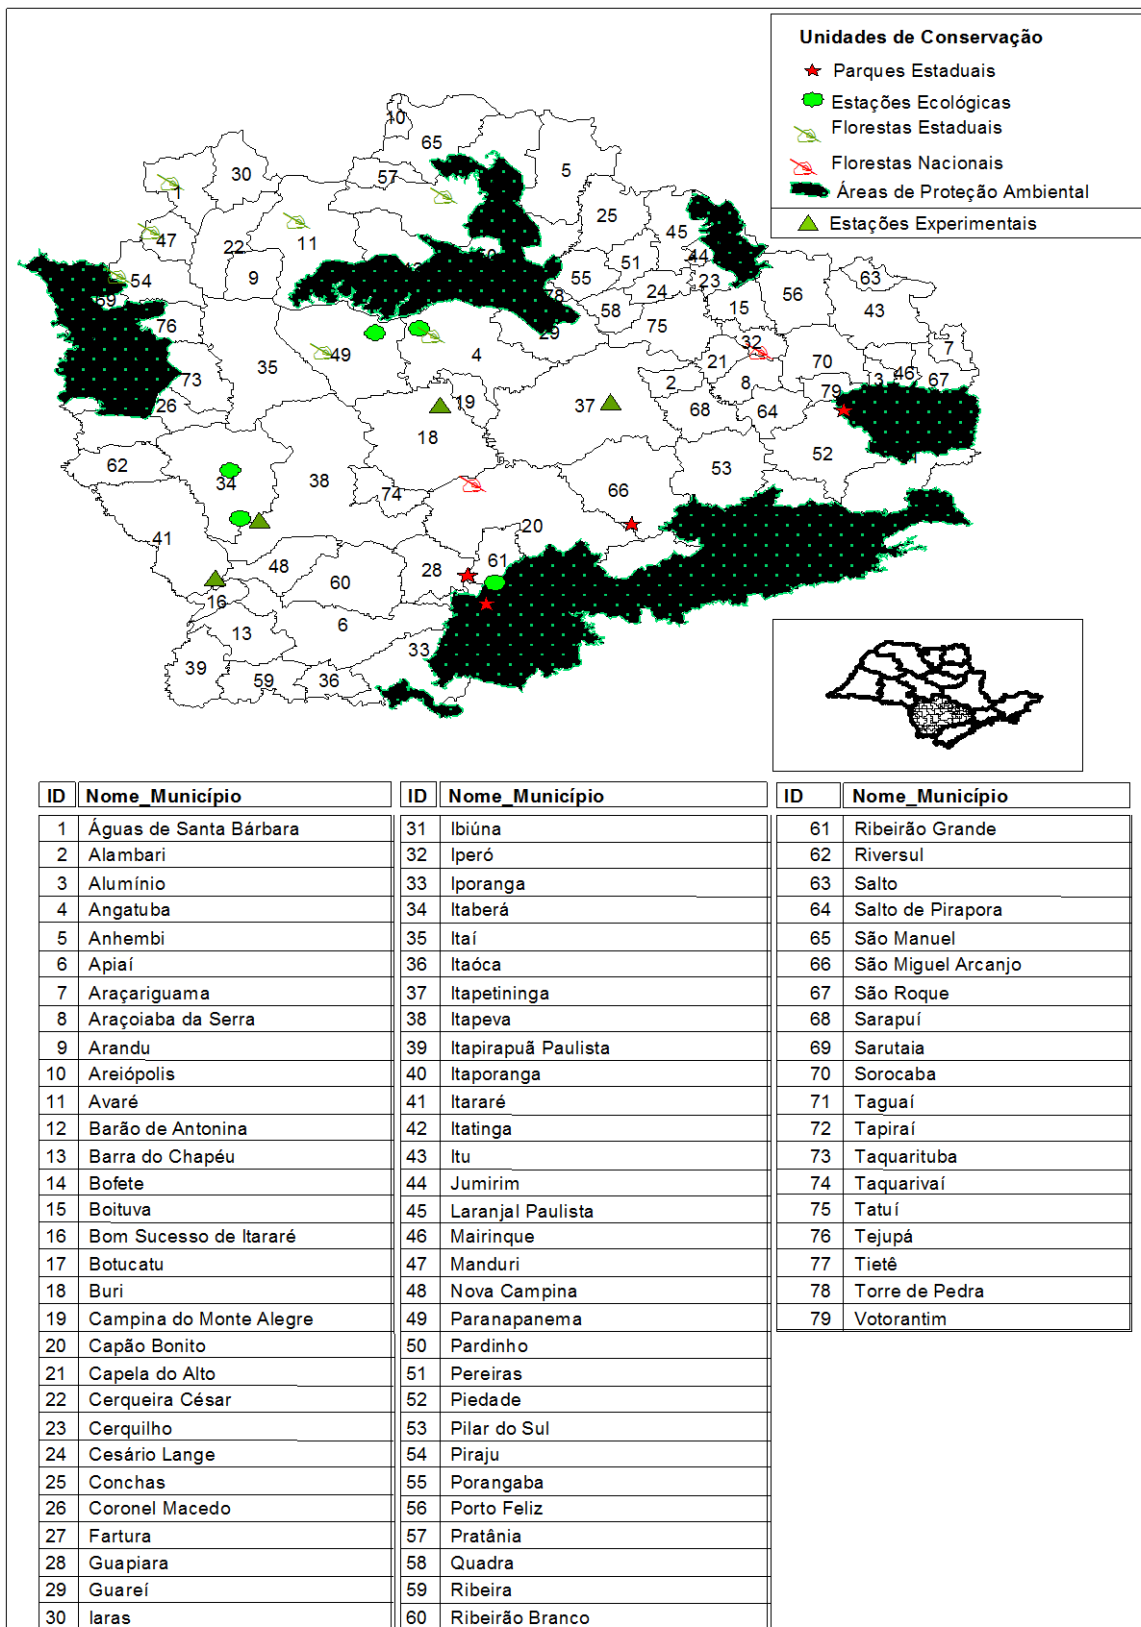 Unidades de Conservação
Parques Estaduais
Estações Ecológicas
Florestas Estaduais
Florestas Nacionais
Áreas de Proteção Ambiental
Estações Experimentais
10
65
5
57
30
1
25
45
47
22
11
50
44
51
55
23
24
63
56
43
54
9
78
58
15
76
75
29
32
7
49
4
35
21
70
46
67
73
2
8
79
26
19
37
68
64
18
52
62
34
38
53
74
66
41
20
48
60
28
61
16
6
13
33
39
59
36
ID Nome_Município
1 Águas de Santa Bárbara
2 Alambari
3 Alumínio
4 Angatuba
5 Anhembi
6 Apiaí
7 Araçariguama
8 Araçoiaba da Serra
9 Arandu
10 Areiópolis
11 Avaré
12 Barão de Antonina
13 Barra do Chapéu
14 Bofete
15 Boituva
16 Bom Sucesso de Itararé
17 Botucatu
18 Buri
19 Campina do Monte Alegre
20 Capão Bonito
21 Capela do Alto
22 Cerqueira César
23 Cerquilho
24 Cesário Lange
25 Conchas
26 Coronel Macedo
27 Fartura
28 Guapiara
29 Guareí
30 Iaras
ID Nome_Município
31 Ibiúna
32 Iperó
33 Iporanga
34 Itaberá
35 Itaí
36 Itaóca
37 Itapetininga
38 Itapeva
39 Itapirapuã Paulista
40 Itaporanga
41 Itararé
42 Itatinga
43 Itu
44 Jumirim
45 Laranjal Paulista
46 Mairinque
47 Manduri
48 Nova Campina
49 Paranapanema
50 Pardinho
51 Pereiras
52 Piedade
53 Pilar do Sul
54 Piraju
55 Porangaba
56 Porto Feliz
57 Pratânia
58 Quadra
59 Ribeira
60 Ribeirão Branco
ID Nome_Município
61 Ribeirão Grande
62 Riversul
63 Salto
64 Salto de Pirapora
65 São Manuel
66 São Miguel Arcanjo
67 São Roque
68 Sarapuí
69 Sarutaia
70 Sorocaba
71 Taguaí
72 Tapiraí
73 Taquarituba
74 Taquarivaí
75 Tatuí
76 Tejupá
77 Tietê
78 Torre de Pedra
79 Votorantim